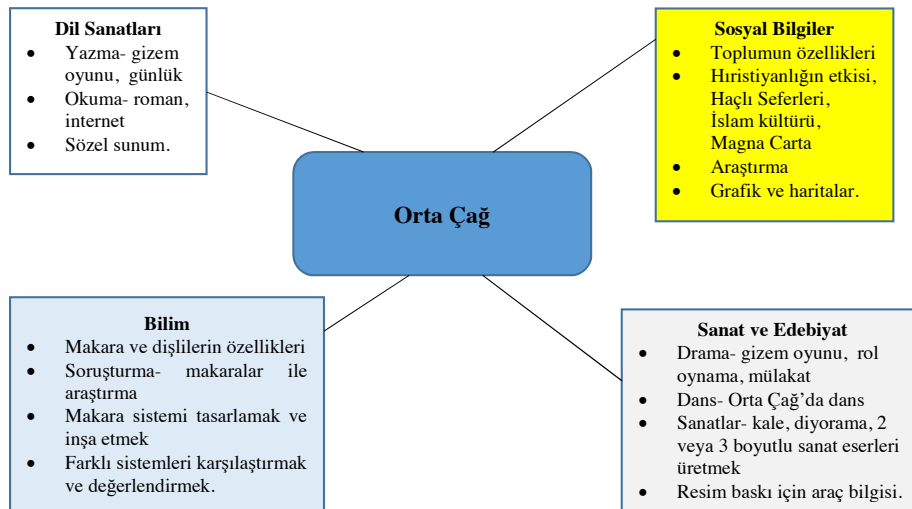 Dil Sanatları
• Yazma- gizem
oyunu, günlük
• Okuma- roman,
internet
• Sözel sunum.
Sosyal Bilgiler
• Toplumun özellikleri
• Hıristiyanlığın etkisi,
Haçlı Seferleri,
İslam kültürü,
Magna Carta
• Araştırma
• Grafik ve haritalar.
Orta Çağ
Bilim
• Makara ve dişlilerin özellikleri
• Soruşturma- makaralar ile
araştırma
• Makara sistemi tasarlamak ve
inşa etmek
• Farklı sistemleri karşılaştırmak
ve değerlendirmek.
Sanat ve Edebiyat
• Drama- gizem oyunu, rol
oynama, mülakat
• Dans- Orta Çağ’da dans
• Sanatlar- kale, diyorama, 2
veya 3 boyutlu sanat eserleri
üretmek
• Resim baskı için araç bilgisi.